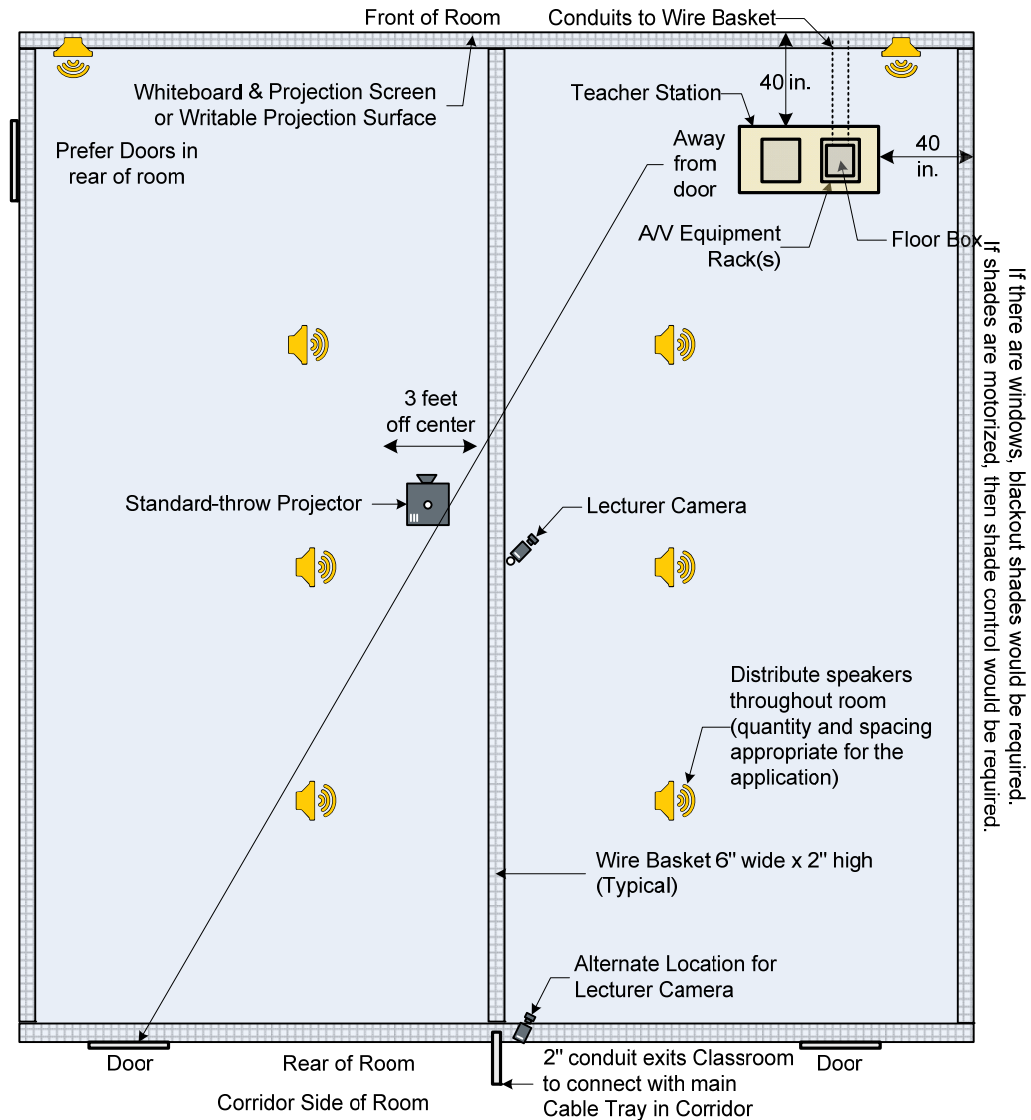 Front of Room
Conduits to Wire Basket
Whiteboard & Projection Screen
or Writable Projection Surface
40 in.
Teacher Station
Prefer Doors in
rear of room
Away
from
door
40
in.
A/V Equipment
Rack(s)
Floor Box
If there are windows, blackout shades would be required.
If shades are motorized, then shade control would be required.
3 feet
off center
Standard-throw Projector
Lecturer Camera
Distribute speakers
throughout room
(quantity and spacing
appropriate for the
application)
Wire Basket 6" wide x 2" high
(Typical)
Alternate Location for
Lecturer Camera
Door
Rear of Room
2" conduit exits Classroom
to connect with main
Cable Tray in Corridor
Door
Corridor Side of Room